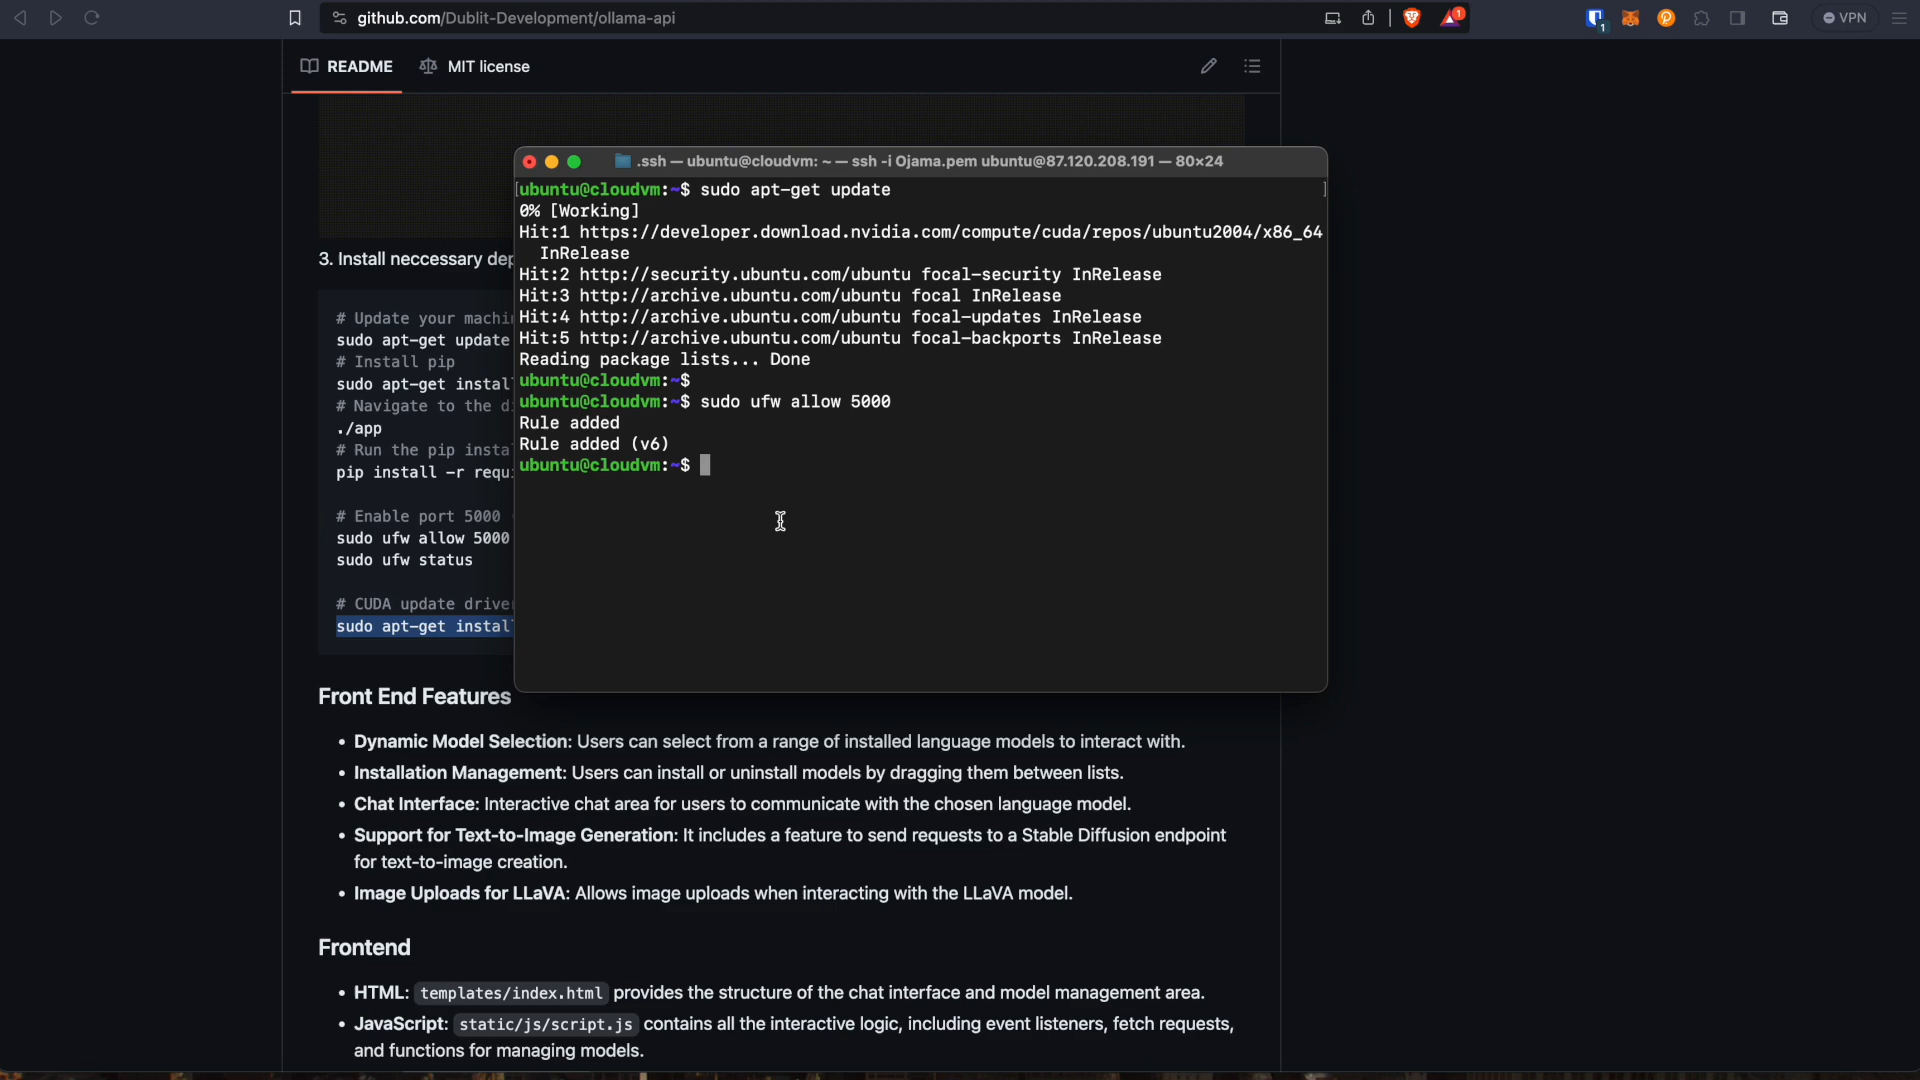 github.com/Dublit-Development/ollama-api
1
1
VPN
README
MIT license
.ssh — ubuntu@cloudvm: ~ — ssh -i Ojama.pem ubuntu@87.120.208.191 — 80×24
[ubuntu@cloudvm:~$ sudo apt-get update ]
0% [Working]
Hit:1 https://developer.download.nvidia.com/compute/cuda/repos/ubuntu2004/x86_64
InRelease
Hit:2 http://security.ubuntu.com/ubuntu focal-security InRelease
Hit:3 http://archive.ubuntu.com/ubuntu focal InRelease
Hit:4 http://archive.ubuntu.com/ubuntu focal-updates InRelease
Hit:5 http://archive.ubuntu.com/ubuntu focal-backports InRelease
Reading package lists... Done
ubuntu@cloudvm:~$
ubuntu@cloudvm:~$ sudo ufw allow 5000
Rule added
Rule added (v6)
ubuntu@cloudvm:~$
3. Install neccessary dep
# Update your machi
sudo apt-get update
# Install pip
sudo apt-get instal
# Navigate to the d
./app
# Run the pip insta
pip install -r requ
# Enable port 5000
sudo ufw allow 5000
sudo ufw status
# CUDA update drive
sudo apt-get instal
Front End Features
• Dynamic Model Selection: Users can select from a range of installed language models to interact with.
• Installation Management: Users can install or uninstall models by dragging them between lists.
• Chat Interface: Interactive chat area for users to communicate with the chosen language model.
• Support for Text-to-Image Generation: It includes a feature to send requests to a Stable Diffusion endpoint
for text-to-image creation.
• Image Uploads for LLaVA: Allows image uploads when interacting with the LLaVA model.
Frontend
• HTML: templates/index.html provides the structure of the chat interface and model management area.
• JavaScript: static/js/script.js contains all the interactive logic, including event listeners, fetch requests,
and functions for managing models.